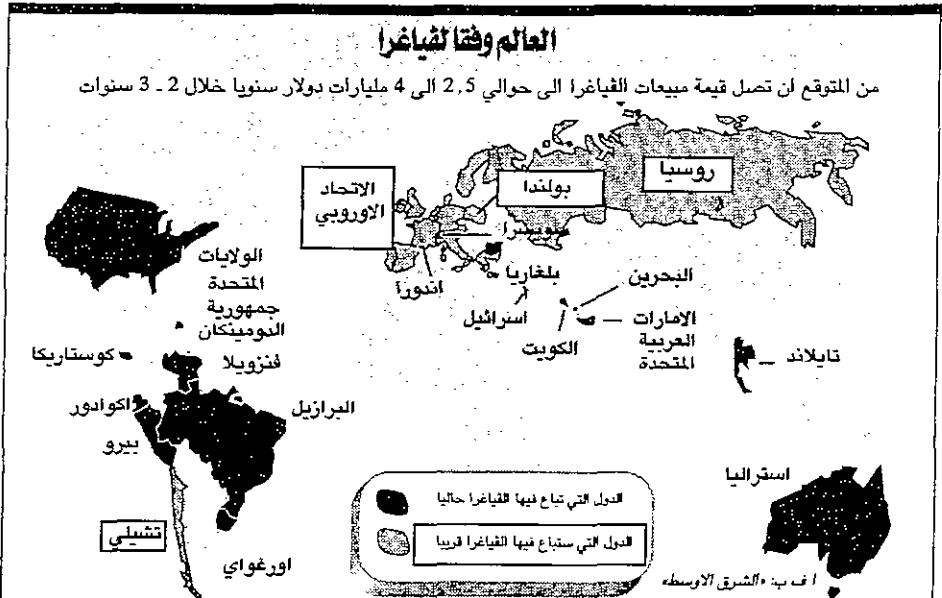 العالم وفقا لفياغرا
من المتوقع ان تصل قيمة مبيعات الفياغرا الى حوالي 2,5 الى 4 مليارات دولار سنويا خلال 2 ـ 3 سنوات
روسيا
بولندا
الاتحاد
الاوروبي
سويسرا
اندورا
بلغاريا
اسرائيل
البحرين
الامارات
العربية
المتحدة
الكويت
تايلاند
الولايات
المتحدة
جمهورية
الدومينكان
كوستاريكا
فنزويلا
اكوادور
البرازيل
بيرو
تشيلي
اورغواي
استراليا
الدول التي تباع فيها الفياغرا حاليا
الدول التي ستباع فيها الفياغرا قريبا
ا ف ب: «الشرق الاوسط»